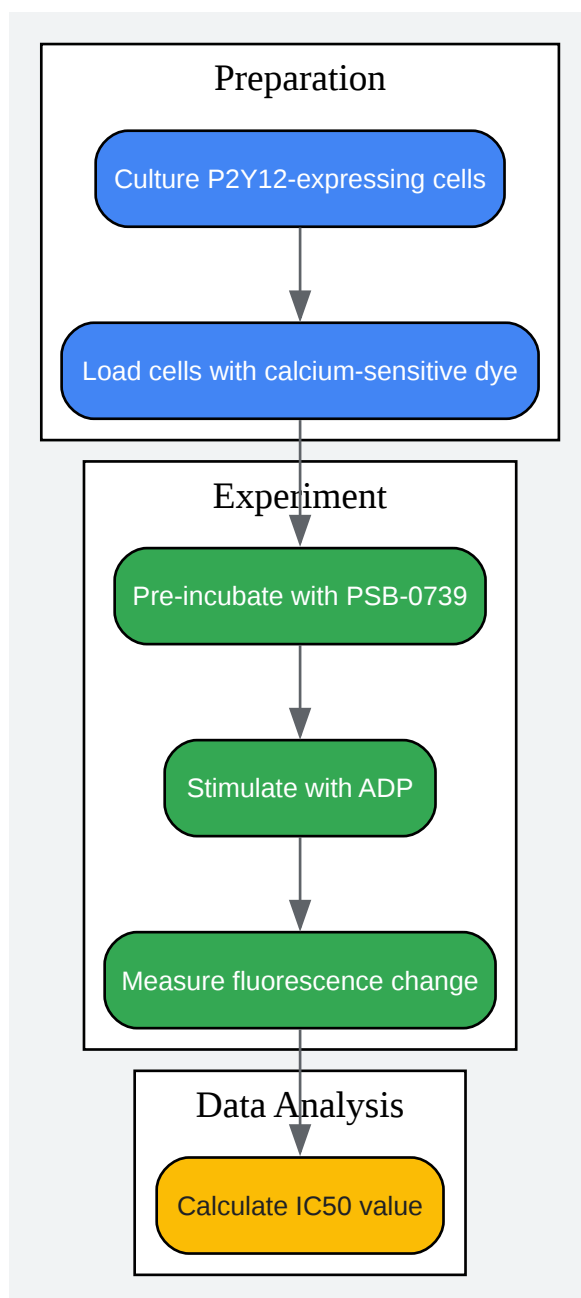 Preparation
Culture P2Y12-expressing cells
Load cells with calcium-sensitive dye
Experiment
Pre-incubate with PSB-0739
Stimulate with ADP
Measure fluorescence change
Data Analysis
Calculate IC50 value